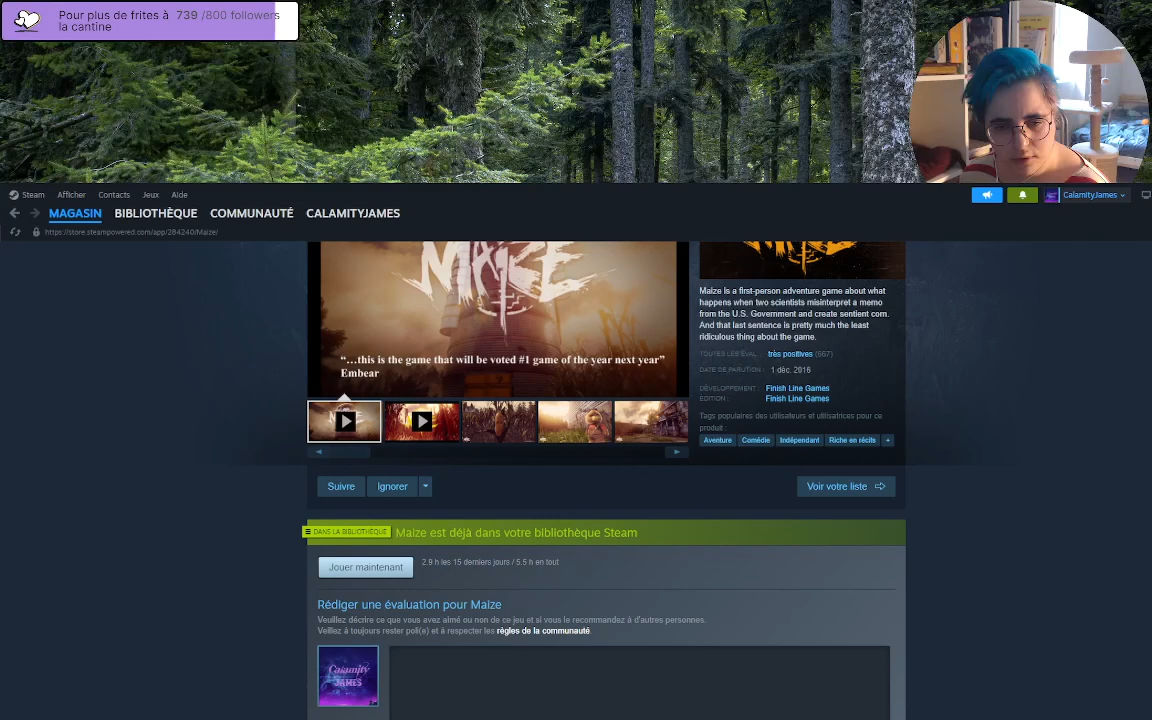 Pour plus de frites à 739 /800 followers
la cantine
Steam Afficher Contacts Jeux Aide
CalamityJames
MAGASIN BIBLIOTHÈQUE COMMUNAUTÉ CALAMITYJAMES
https://store.steampowered.com/app/284240/Maize/
MAIZE
“...this is the game that will be voted #1 game of the year next year”
Embear
Maize is a first-person adventure game about what
happens when two scientists misinterpret a memo
from the U.S. Government and create sentient corn.
And that last sentence is pretty much the least
ridiculous thing about the game.
TOUTES LES ÉVAL. : très positives (667)
DATE DE PARUTION : 1 déc. 2016
DÉVELOPPEMENT : Finish Line Games
ÉDITION : Finish Line Games
Tags populaires des utilisateurs et utilisatrices pour ce
produit :
Aventure Comédie Indépendant Riche en récits +
Suivre Ignorer Voir votre liste
DANS LA BIBLIOTHÈQUE Maize est déjà dans votre bibliothèque Steam
Jouer maintenant 2.9 h les 15 derniers jours / 5.5 h en tout
Rédiger une évaluation pour Maize
Veuillez décrire ce que vous avez aimé ou non de ce jeu et si vous le recommandez à d'autres personnes.
Veillez à toujours rester poli(e) et à respecter les règles de la communauté.
Calamity
JAMES